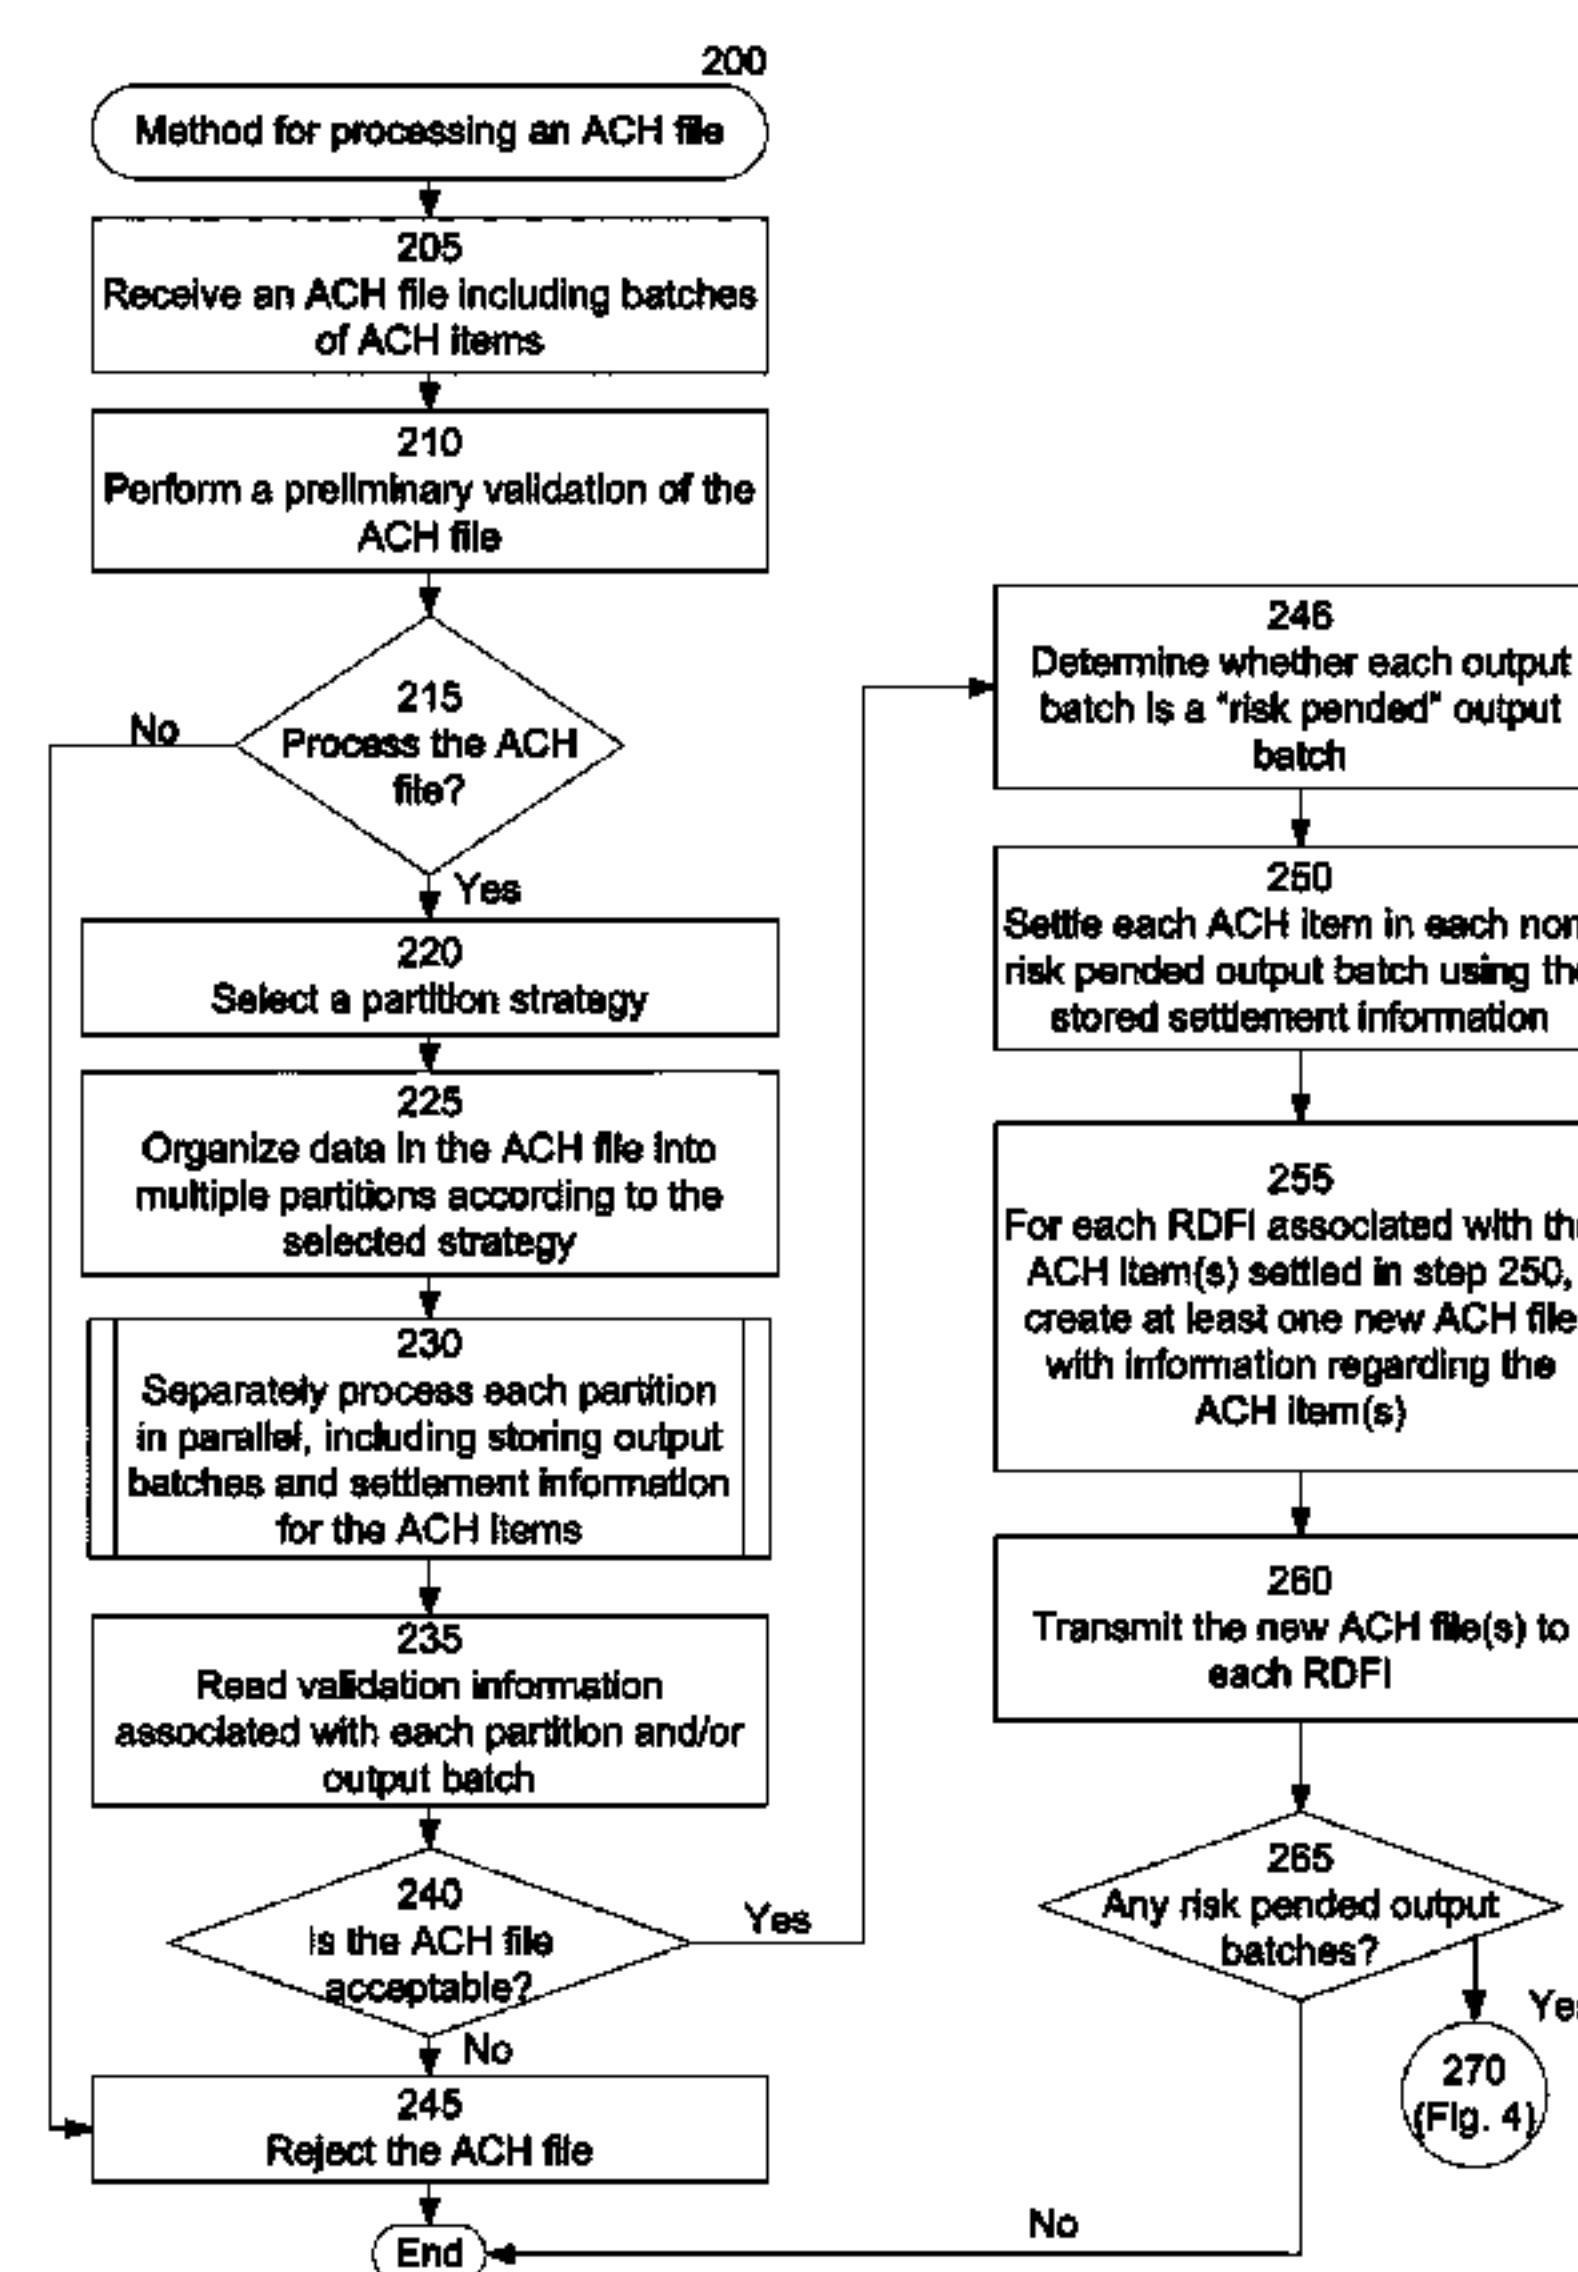 200
Method for processing an ACH file
205
Receive an ACH file including batches
of ACH items
210
Perform a preliminary validation of the
ACH file
215
Process the ACH
file?
No
Yes
220
Select a partition strategy
225
Organize data in the ACH file into
multiple partitions according to the
selected strategy
230
Separately process each partition
in parallel, including storing output
batches and settlement information
for the ACH items
235
Read validation information
associated with each partition and/or
output batch
240
Is the ACH file
acceptable?
Yes
No
245
Reject the ACH file
End
246
Determine whether each output
batch is a "risk pended" output
batch
250
Settle each ACH item in each non
risk pended output batch using
stored settlement information
255
For each RDFI associated with
ACH item(s) settled in step 250,
create at least one new ACH file
with information regarding the
ACH item(s)
260
Transmit the new ACH file(s) to
each RDFI
265
Any risk pended output
batches?
270
(Fig. 4)
No